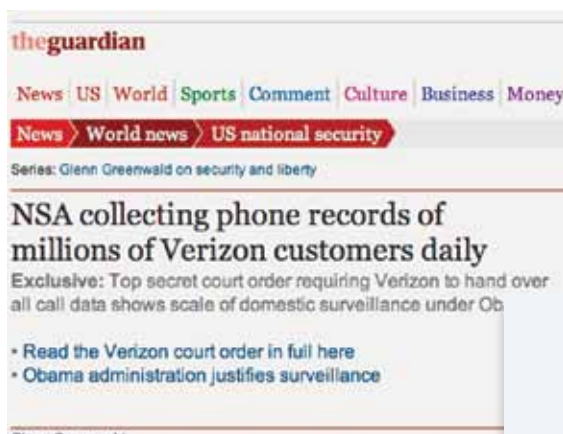 theguardian
News US World Sports Comment Culture Business Money
News World news US national security
Series: Glenn Greenwald on security and liberty
NSA collecting phone records of
millions of Verizon customers daily
Exclusive: Top secret court order requiring Verizon to hand over
all call data shows scale of domestic surveillance under Ob
• Read the Verizon court order in full here
• Obama administration justifies surveillance